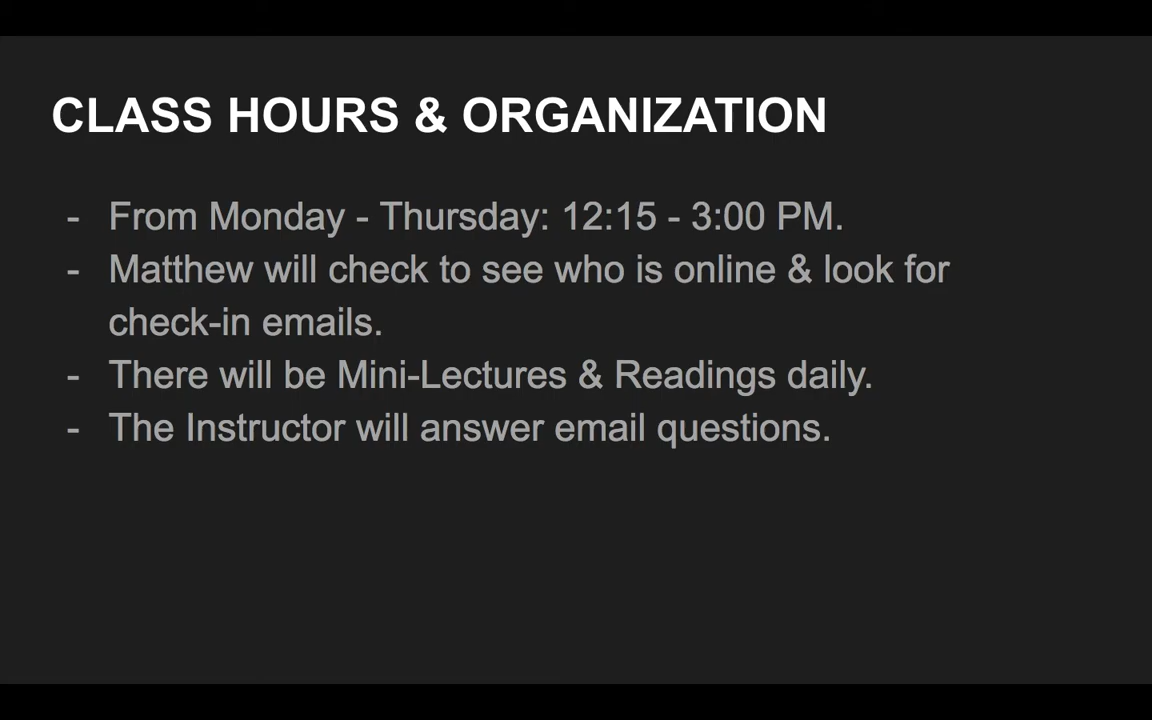 CLASS HOURS & ORGANIZATION
- From Monday - Thursday: 12:15 - 3:00 PM.
- Matthew will check to see who is online & look for
check-in emails.
- There will be Mini-Lectures & Readings daily.
- The Instructor will answer email questions.